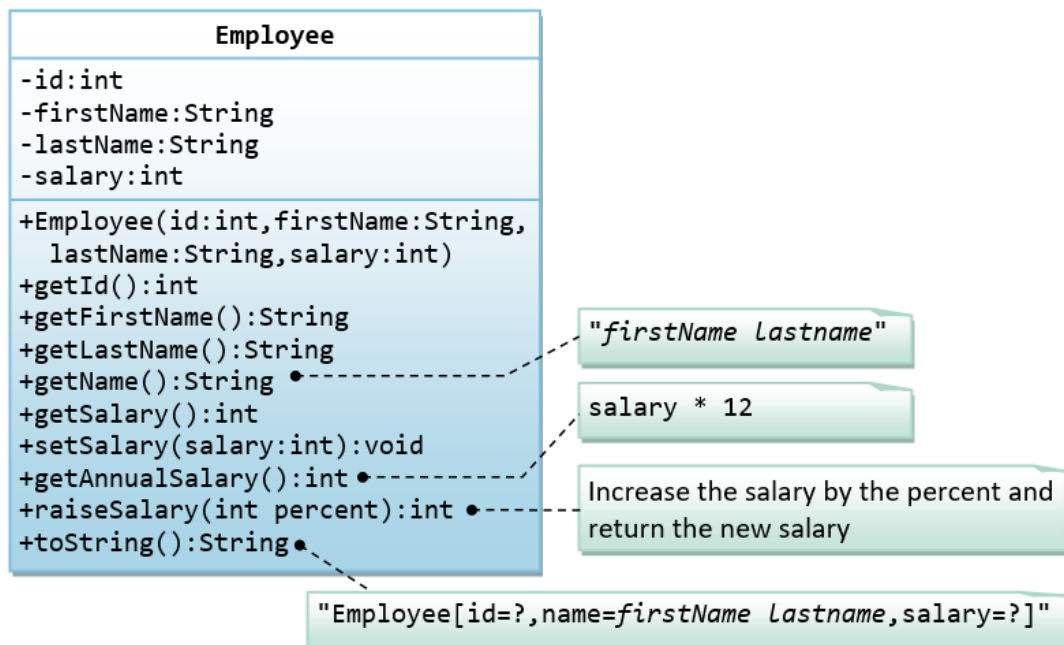 Employee
-id:int
-firstName:String
-lastName:String
-salary:int
+Employee(id:int,firstName:String,
lastName:String,salary:int)
+getId():int
+getFirstName():String
+getLastName():String
+getName():String
"firstName lastname"
+getSalary():int
+setSalary(salary:int):void
+getAnnualSalary():int
salary * 12
+raiseSalary(int percent):int
Increase the salary by the percent and
return the new salary
+toString():String
"Employee[id=?,name=firstName lastname,salary=?]"